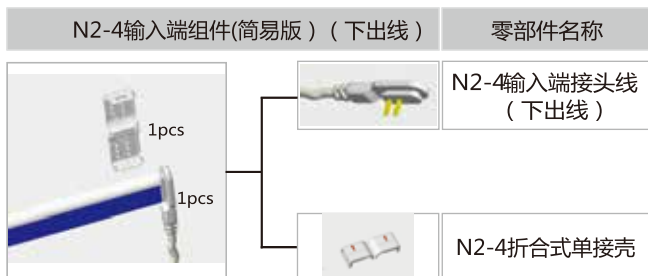 N2-4输入端组件(简易版）（下出线）
零部件名称
1pcs
1pcs
N2-4输入端接头线
（下出线）
N2-4折合式单接壳